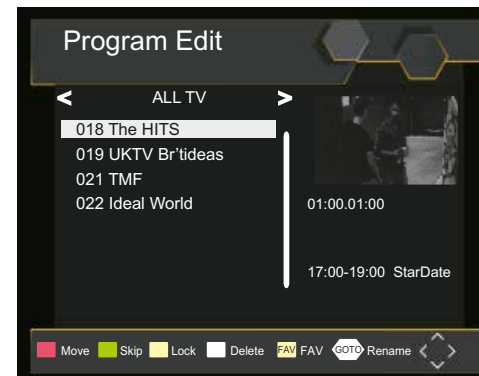 Program Edit
< ALL TV >
018 The HITS
019 UKTV Br'tideas
021 TMF
022 Ideal World
01:00.01:00
17:00-19:00 StarDate
Move Skip Lock Delete FAV FAV GOTO Rename